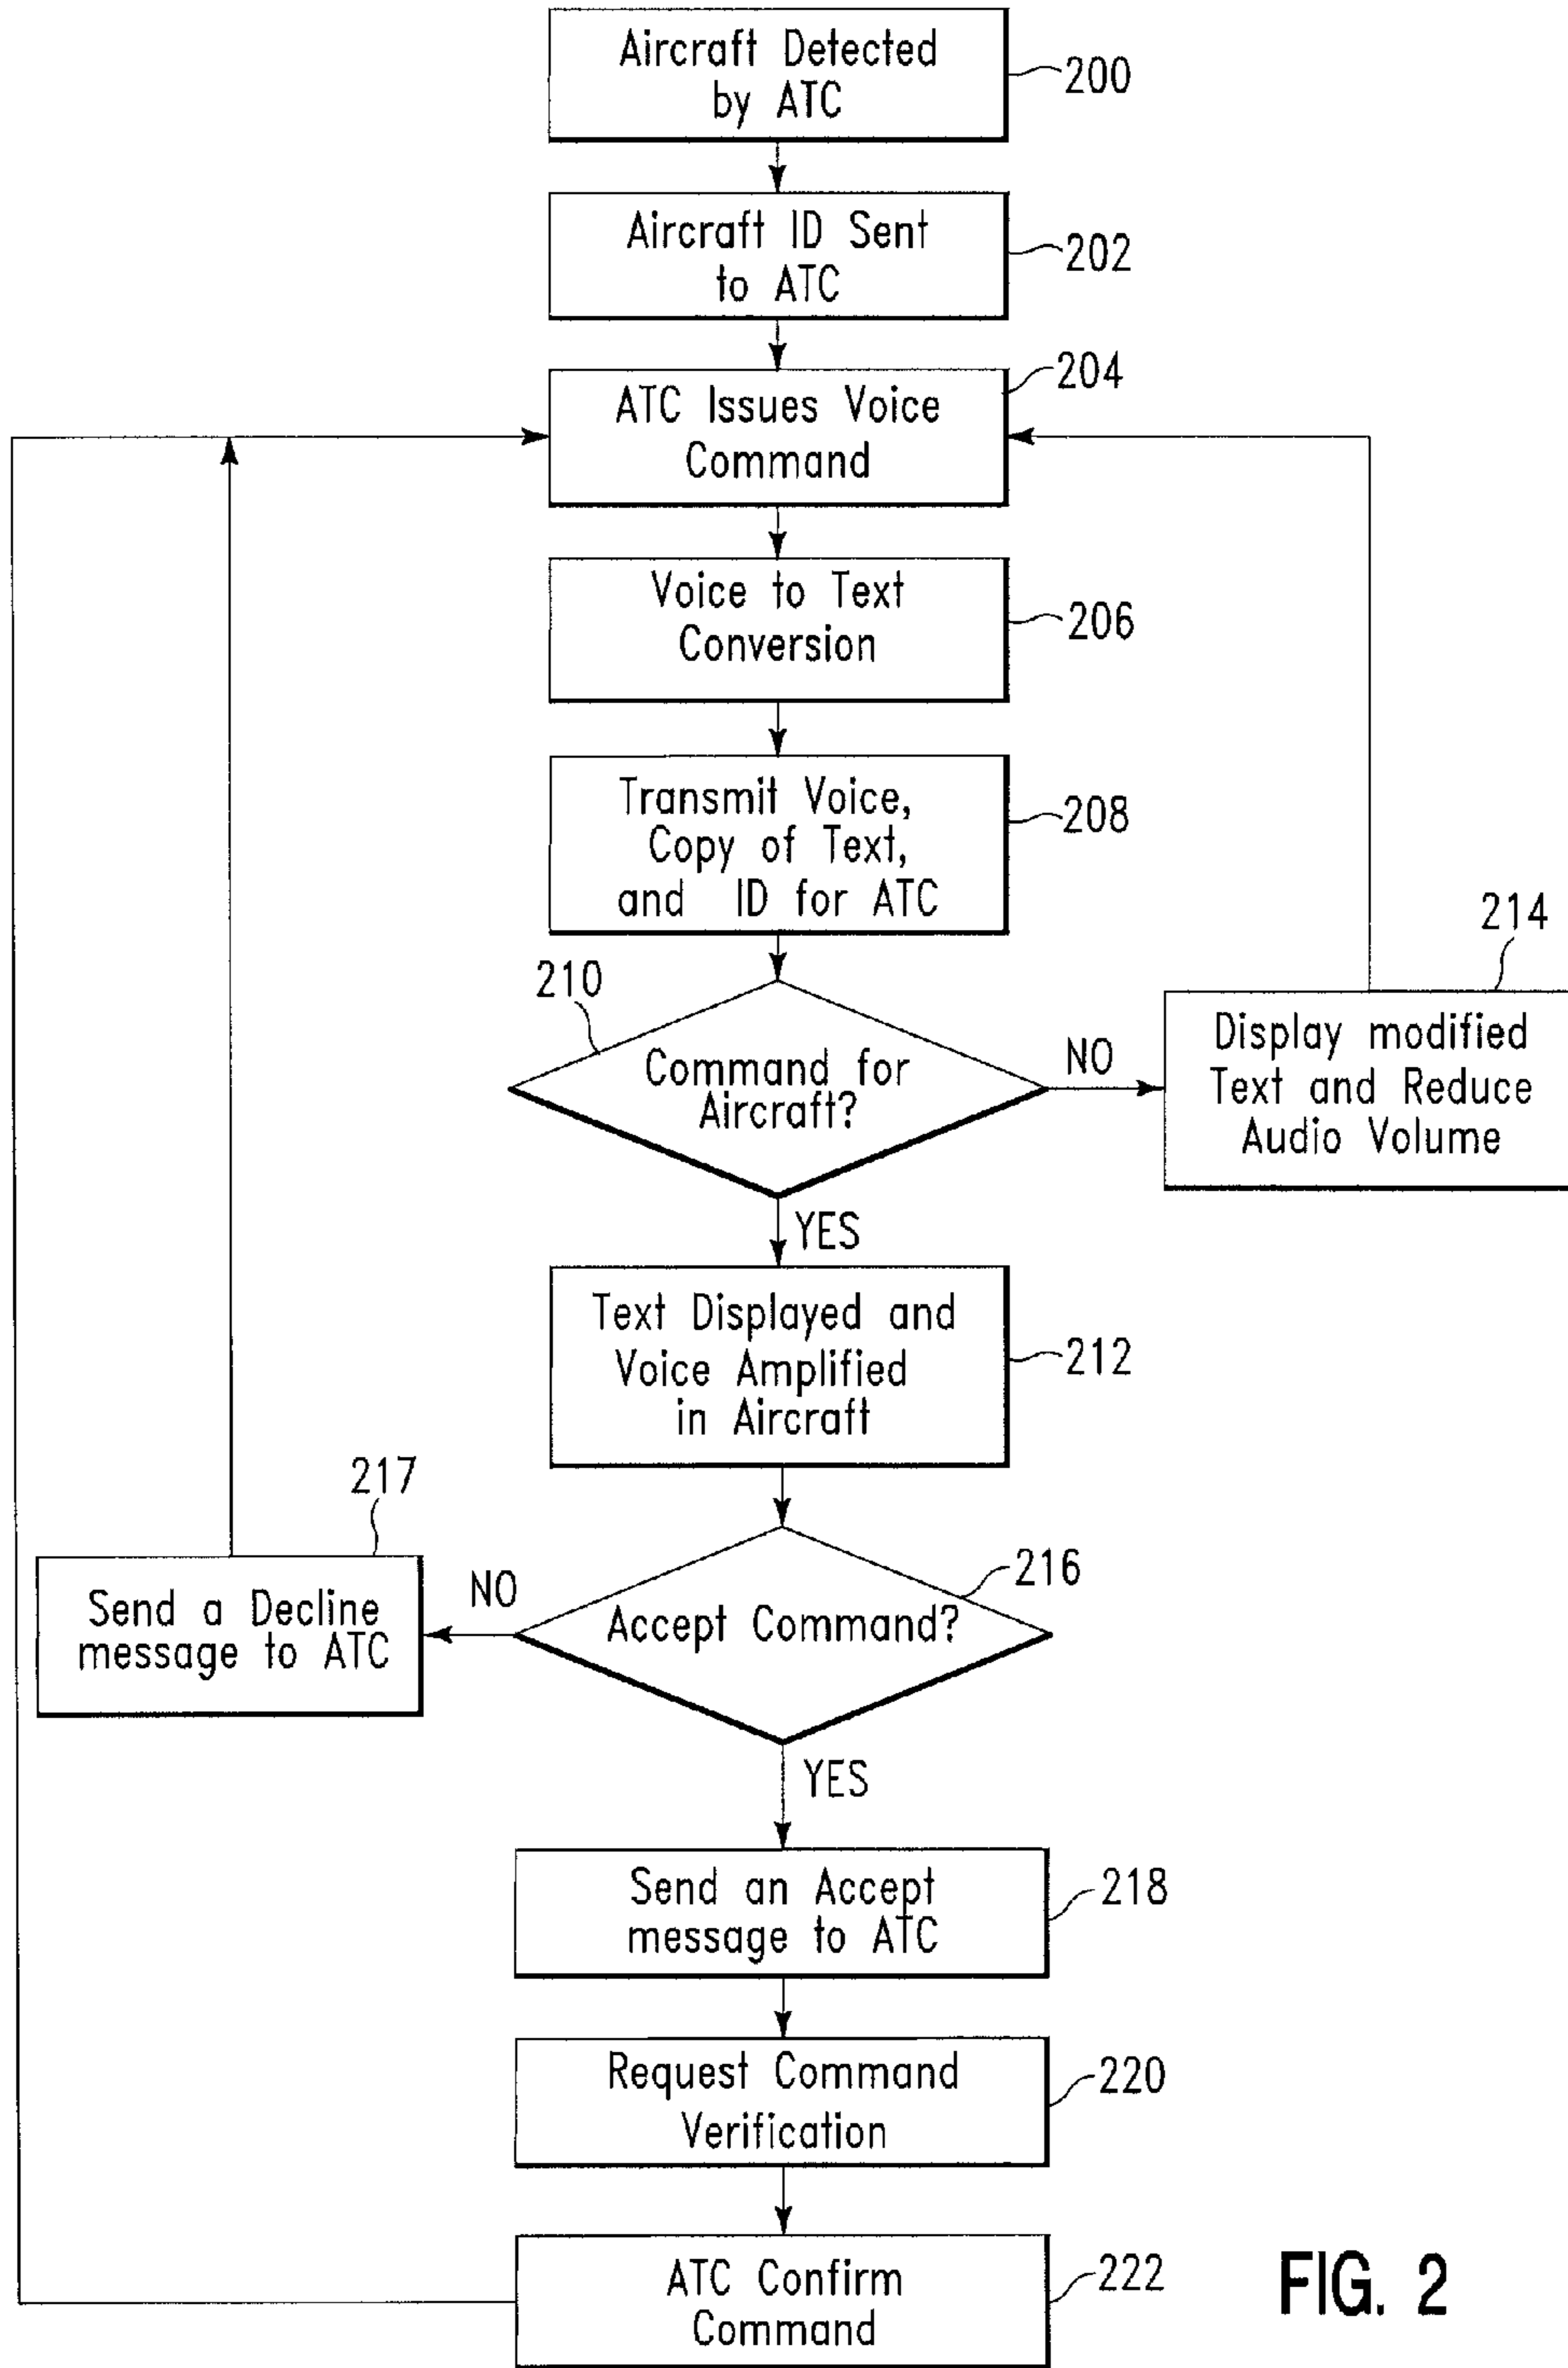 Aircraft Detected
by ATC
200
Aircraft ID Sent
to ATC
202
204
ATC Issues Voice
Command
Voice to Text
Conversion
206
Transmit Voice,
Copy of Text,
and ID for ATC
208
210
Command for
Aircraft?
NO
214
Display modified
Text and Reduce
Audio Volume
YES
Text Displayed and
Voice Amplified
in Aircraft
212
216
Accept Command?
NO
217
Send a Decline
message to ATC
YES
Send an Accept
message to ATC
218
Request Command
Verification
220
ATC Confirm
Command
222
FIG. 2